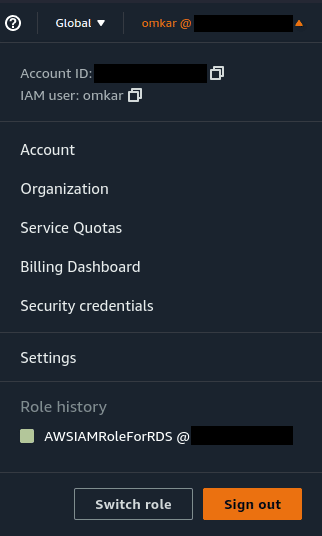 Global
omkar @
Account ID:
IAM user: omkar
Account
Organization
Service Quotas
Billing Dashboard
Security credentials
Settings
Role history
AWSIAMRoleForRDS @
Switch role
Sign out